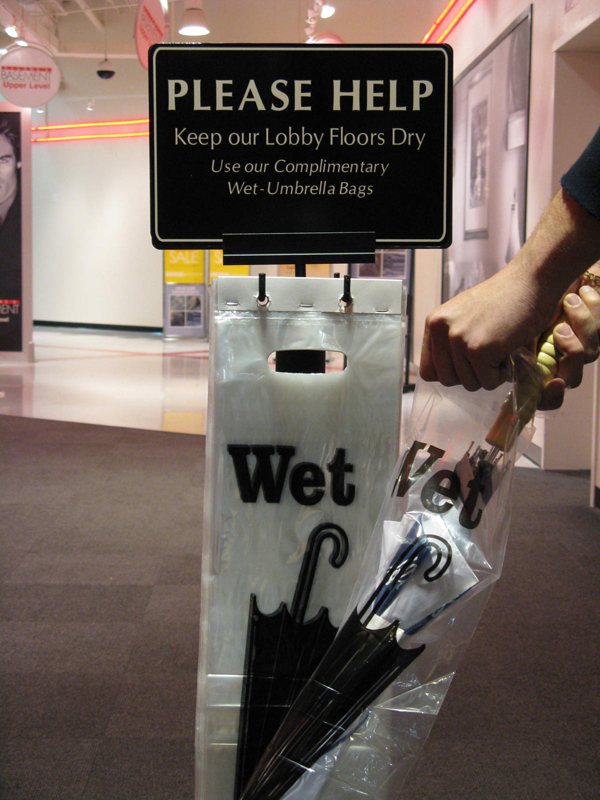 PLEASE HELP
Keep our Lobby Floors Dry
Use our Complimentary
Wet-Umbrella Bags
BASEMENT
Upper Level
SALE
Wet
Wet